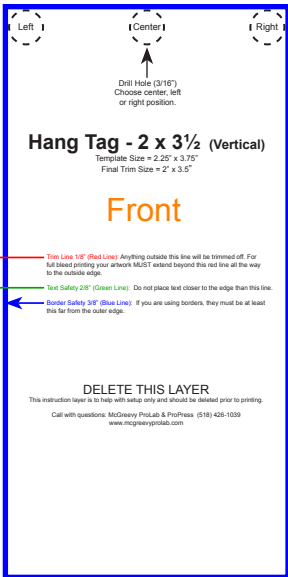 Left Center Right
Drill Hole (3/16")
Choose center, left
or right position.
Hang Tag - 2 x 3½ (Vertical)
Template Size = 2.25" x 3.75"
Final Trim Size = 2" x 3.5"
Front
Trim Line 1/8" (Red Line): Anything outside this line will be trimmed off. For
full bleed printing your artwork MUST extend beyond this red line all the way
to the outside edge.
Text Safety 2/8" (Green Line): Do not place text closer to the edge than this line.
Border Safety 3/8" (Blue Line): If you are using borders, they must be at least
this far from the outer edge.
DELETE THIS LAYER
This instruction layer is to help with setup only and should be deleted prior to printing.
Call with questions: McGreevy ProLab & ProPress (518) 426-1039
www.mcgreevyprolab.com